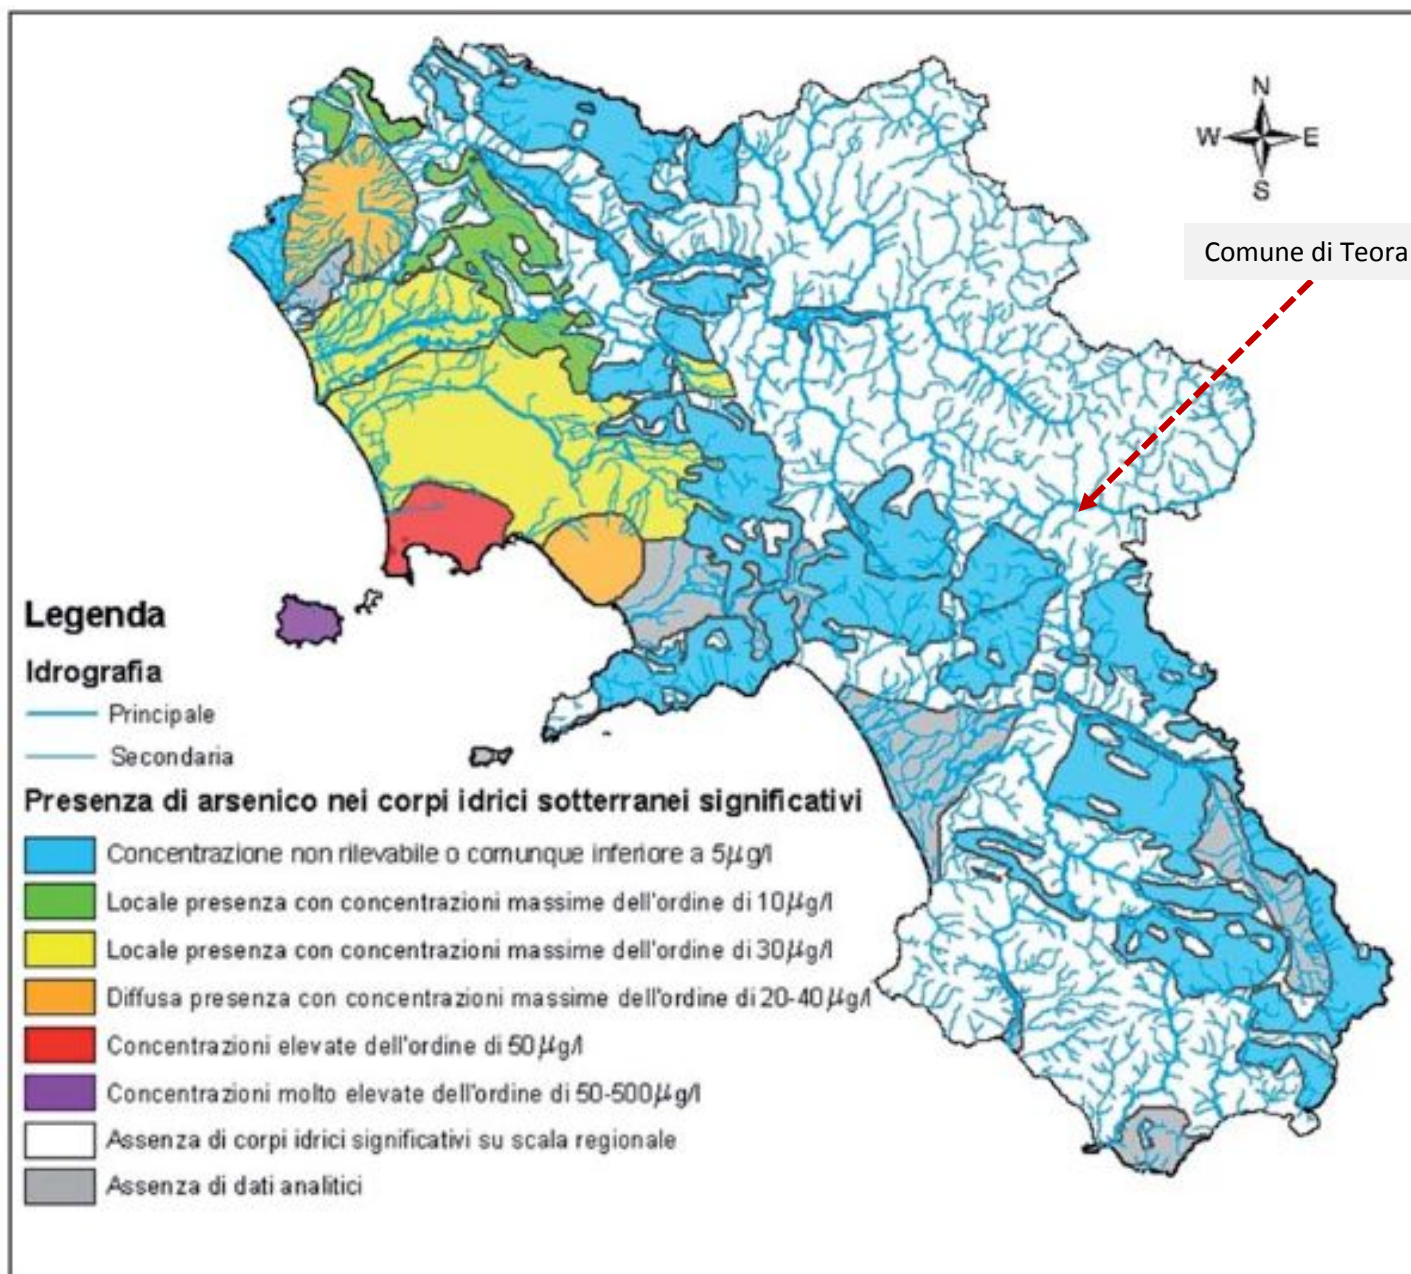 N
W E
S
Comune di Teora
Legenda
Idrografia
Principale
Secondaria
Presenza di arsenico nei corpi idrici sotterranei significativi
Concentrazione non rilevabile o comunque inferiore a 5µg/l
Locale presenza con concentrazioni massime dell'ordine di 10µg/l
Locale presenza con concentrazioni massime dell'ordine di 30µg/l
Diffusa presenza con concentrazioni massime dell'ordine di 20-40µg/l
Concentrazioni elevate dell'ordine di 50µg/l
Concentrazioni molto elevate dell'ordine di 50-500µg/l
Assenza di corpi idrici significativi su scala regionale
Assenza di dati analitici